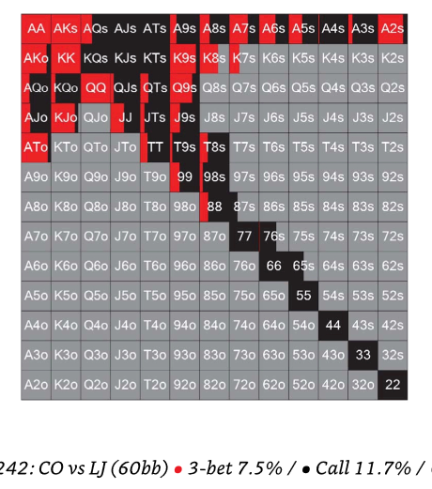 AA AKs AQs AJs ATs A9s A8s A7s A6s A5s A4s A3s A2s
AKo KK KQs KJs KTs K9s K8s K7s K6s K5s K4s K3s K2s
AQo KQo QQ QJs QTs Q9s Q8s Q7s Q6s Q5s Q4s Q3s Q2s
AJo KJo QJo JJ JTs J9s J8s J7s J6s J5s J4s J3s J2s
ATo KTo QTo JTo TT T9s T8s T7s T6s T5s T4s T3s T2s
A9o K9o Q9o J9o T9o 99 98s 97s 96s 95s 94s 93s 92s
A8o K8o Q8o J8o T8o 98o 88 87s 86s 85s 84s 83s 82s
A7o K7o Q7o J7o T7o 97o 87o 77 76s 75s 74s 73s 72s
A6o K6o Q6o J6o T6o 96o 86o 76o 66 65s 64s 63s 62s
A5o K5o Q5o J5o T5o 95o 85o 75o 65o 55 54s 53s 52s
A4o K4o Q4o J4o T4o 94o 84o 74o 64o 54o 44 43s 42s
A3o K3o Q3o J3o T3o 93o 83o 73o 63o 53o 43o 33 32s
A2o K2o Q2o J2o T2o 92o 82o 72o 62o 52o 42o 32o 22
242: CO vs LJ (60bb) • 3-bet 7.5% / • Call 11.7% /